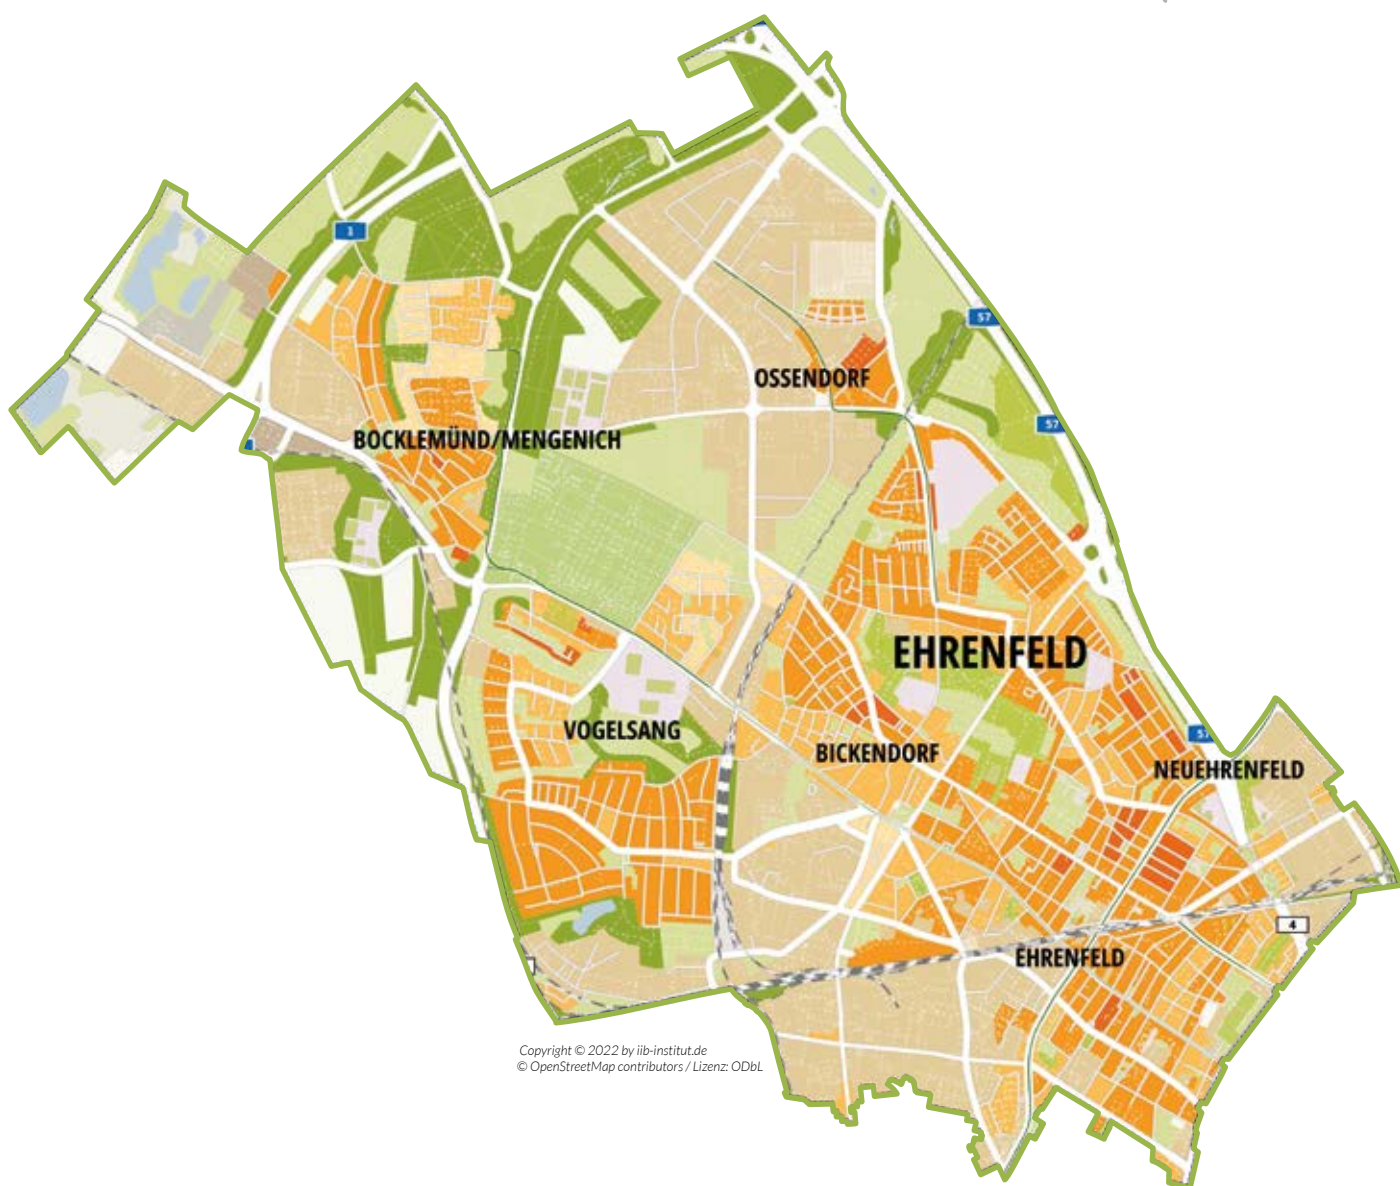 1
57
OSSENDORF
57
BOCKLEMÜND/MENGENICH
EHRENFELD
VOGELSANG
BICKENDORF
57
NEUEHRENFELD
4
EHRENFELD
Copyright © 2022 by iib-institut.de
© OpenStreetMap contributors / Lizenz: ODbL